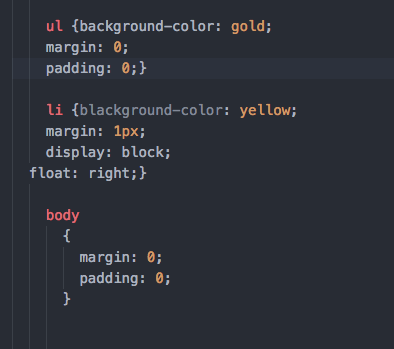 ul {background-color: gold;
margin: 0;
padding: 0;}
li {blackground-color: yellow;
margin: 1px;
display: block;
float: right;}
body
{
margin: 0;
padding: 0;
}